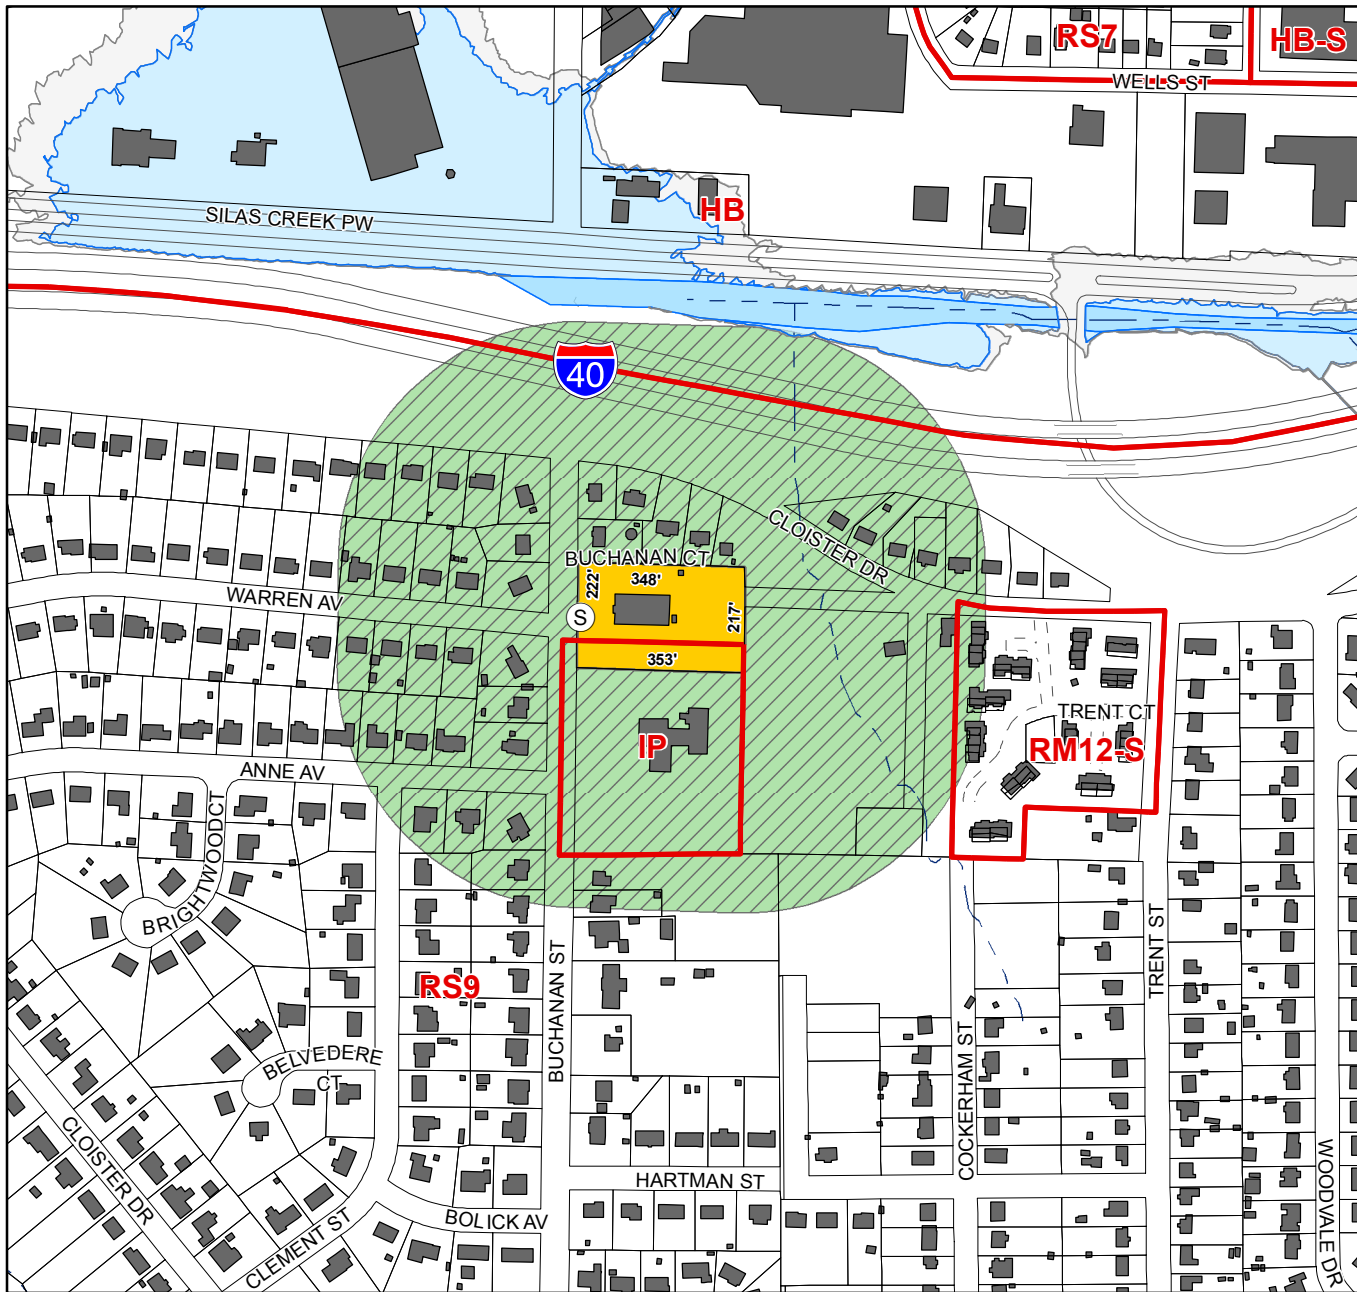 RS7
HB-S
WELLS ST
SILAS CREEK PW
HB
40
CLOISTER DR
BUCHANAN CT
222'
348'
WARREN AV
S
217'
353'
TRENT CT
IP
RM12-S
ANNE AV
BRIGHTWOOD CT
RS9
BUCHANAN ST
TRENT ST
BELVEDERE
CT
COCKERHAM ST
CLOISTER DR
HARTMAN ST
WOODVALE DR
BOLICK AV
CLEMENT ST